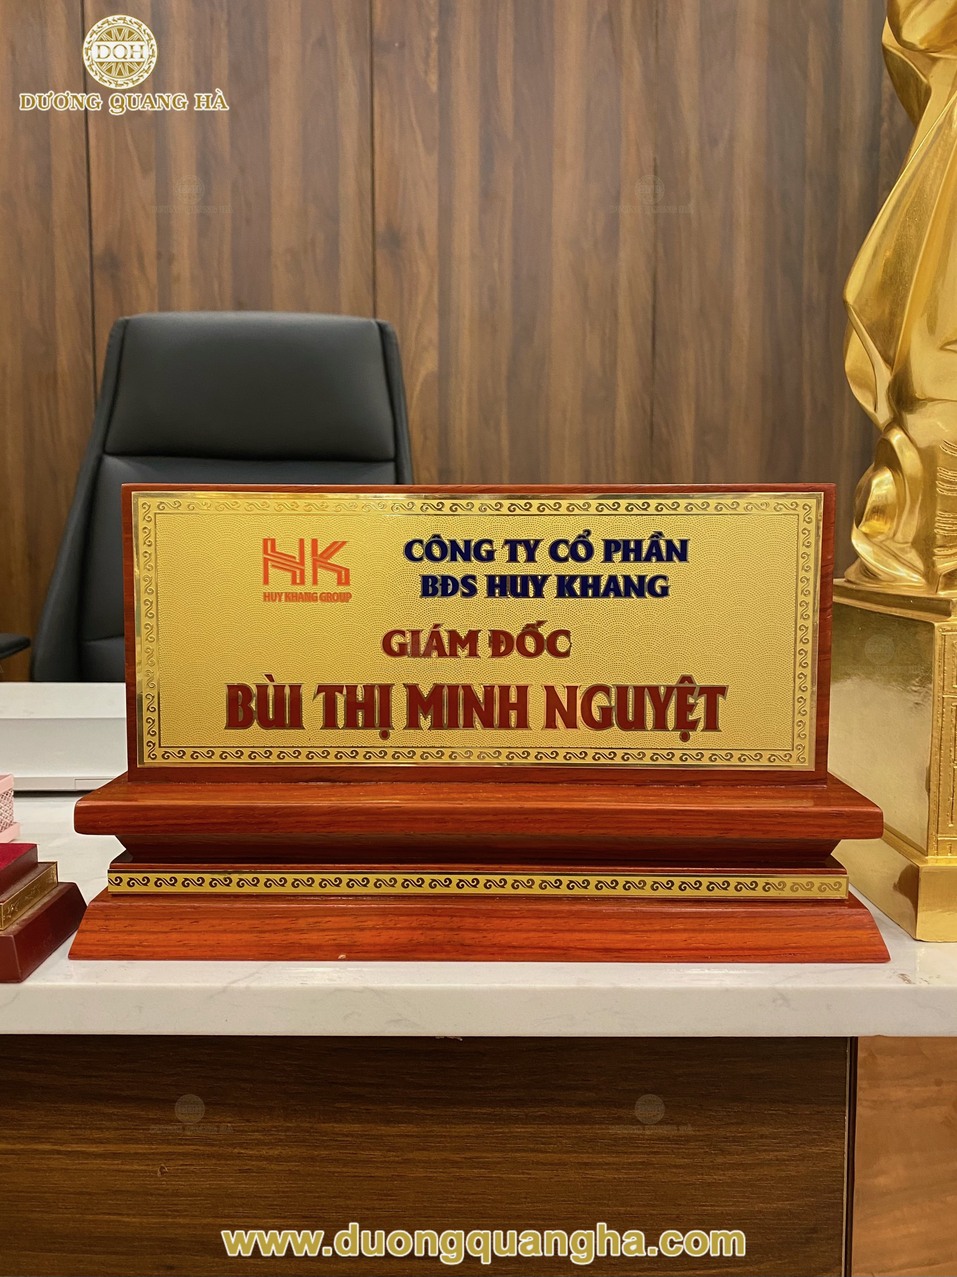 DQH
DƯƠNG QUANG HÀ
HK
HUY KHANG GROUP
CÔNG TY CỔ PHẦN
BĐS HUY KHANG
GIÁM ĐỐC
BÙI THỊ MINH NGUYỆT
www.duongquangha.com